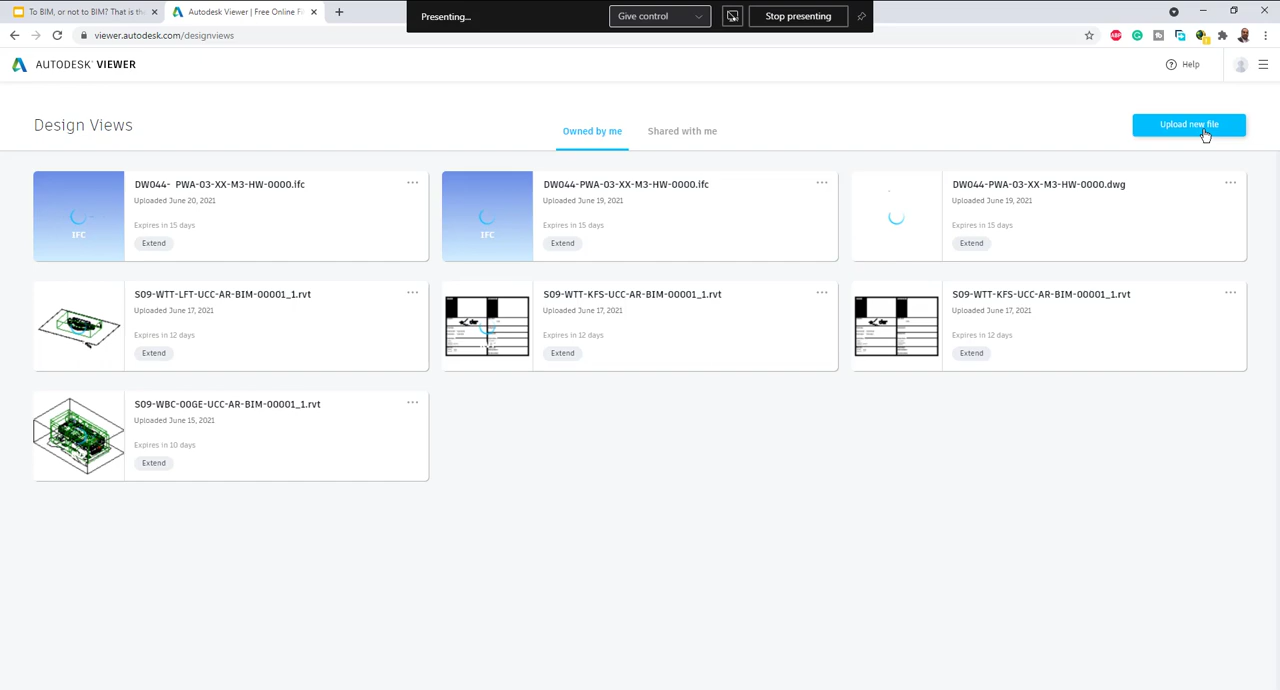 To BIM, or not to BIM? That is the
Autodesk Viewer | Free Online Fi
Presenting...
Give control
Stop presenting
viewer.autodesk.com/designviews
ABP
AUTODESK VIEWER
Help
Design Views
Owned by me
Shared with me
Upload new file
DW044- PWA-03-XX-M3-HW-0000.ifc
Uploaded June 20, 2021
Expires in 15 days
Extend
IFC
DW044-PWA-03-XX-M3-HW-0000.ifc
Uploaded June 19, 2021
Expires in 15 days
Extend
IFC
DW044-PWA-03-XX-M3-HW-0000.dwg
Uploaded June 19, 2021
Expires in 15 days
Extend
S09-WTT-LFT-UCC-AR-BIM-00001_1.rvt
Uploaded June 17, 2021
Expires in 12 days
Extend
S09-WTT-KFS-UCC-AR-BIM-00001_1.rvt
Uploaded June 17, 2021
Expires in 12 days
Extend
S09-WTT-KFS-UCC-AR-BIM-00001_1.rvt
Uploaded June 17, 2021
Expires in 12 days
Extend
S09-WBC-00GE-UCC-AR-BIM-00001_1.rvt
Uploaded June 15, 2021
Expires in 10 days
Extend